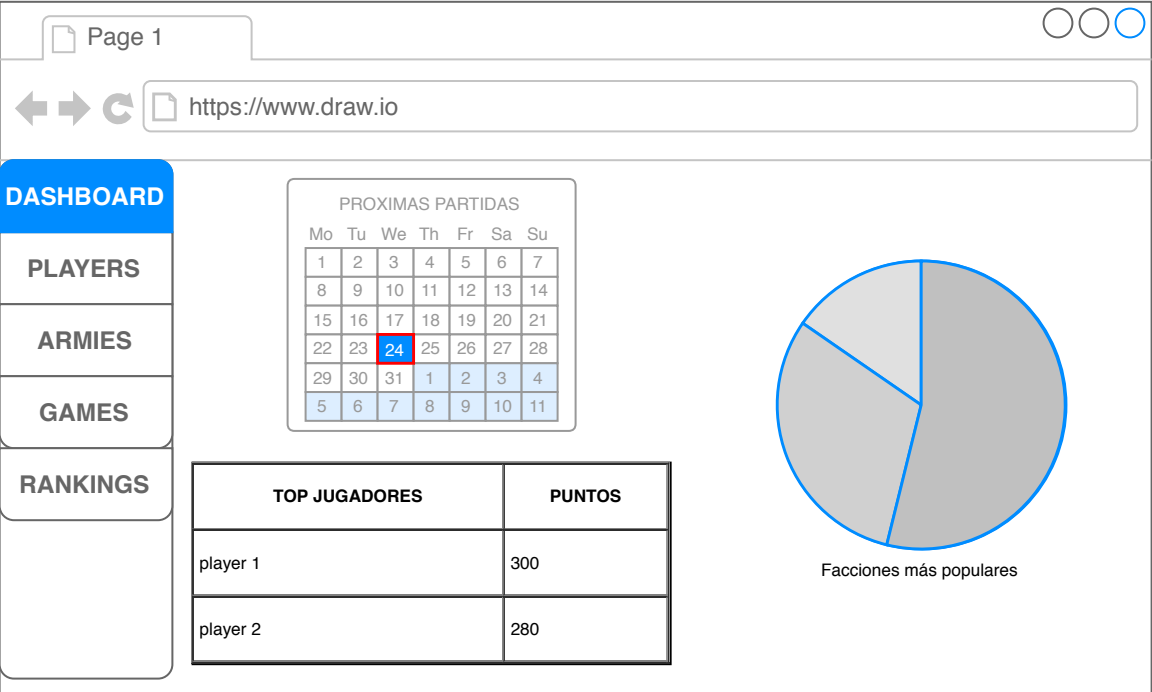 Page 1
https://www.draw.io
DASHBOARD
PLAYERS
ARMIES
GAMES
RANKINGS
PROXIMAS PARTIDAS
Mo Tu We Th Fr Sa Su
1 2 3 4 5 6 7
8 9 10 11 12 13 14
15 16 17 18 19 20 21
22 23 24 25 26 27 28
29 30 31 1 2 3 4
5 6 7 8 9 10 11
TOP JUGADORES PUNTOS
player 1 300
player 2 280
Facciones más populares